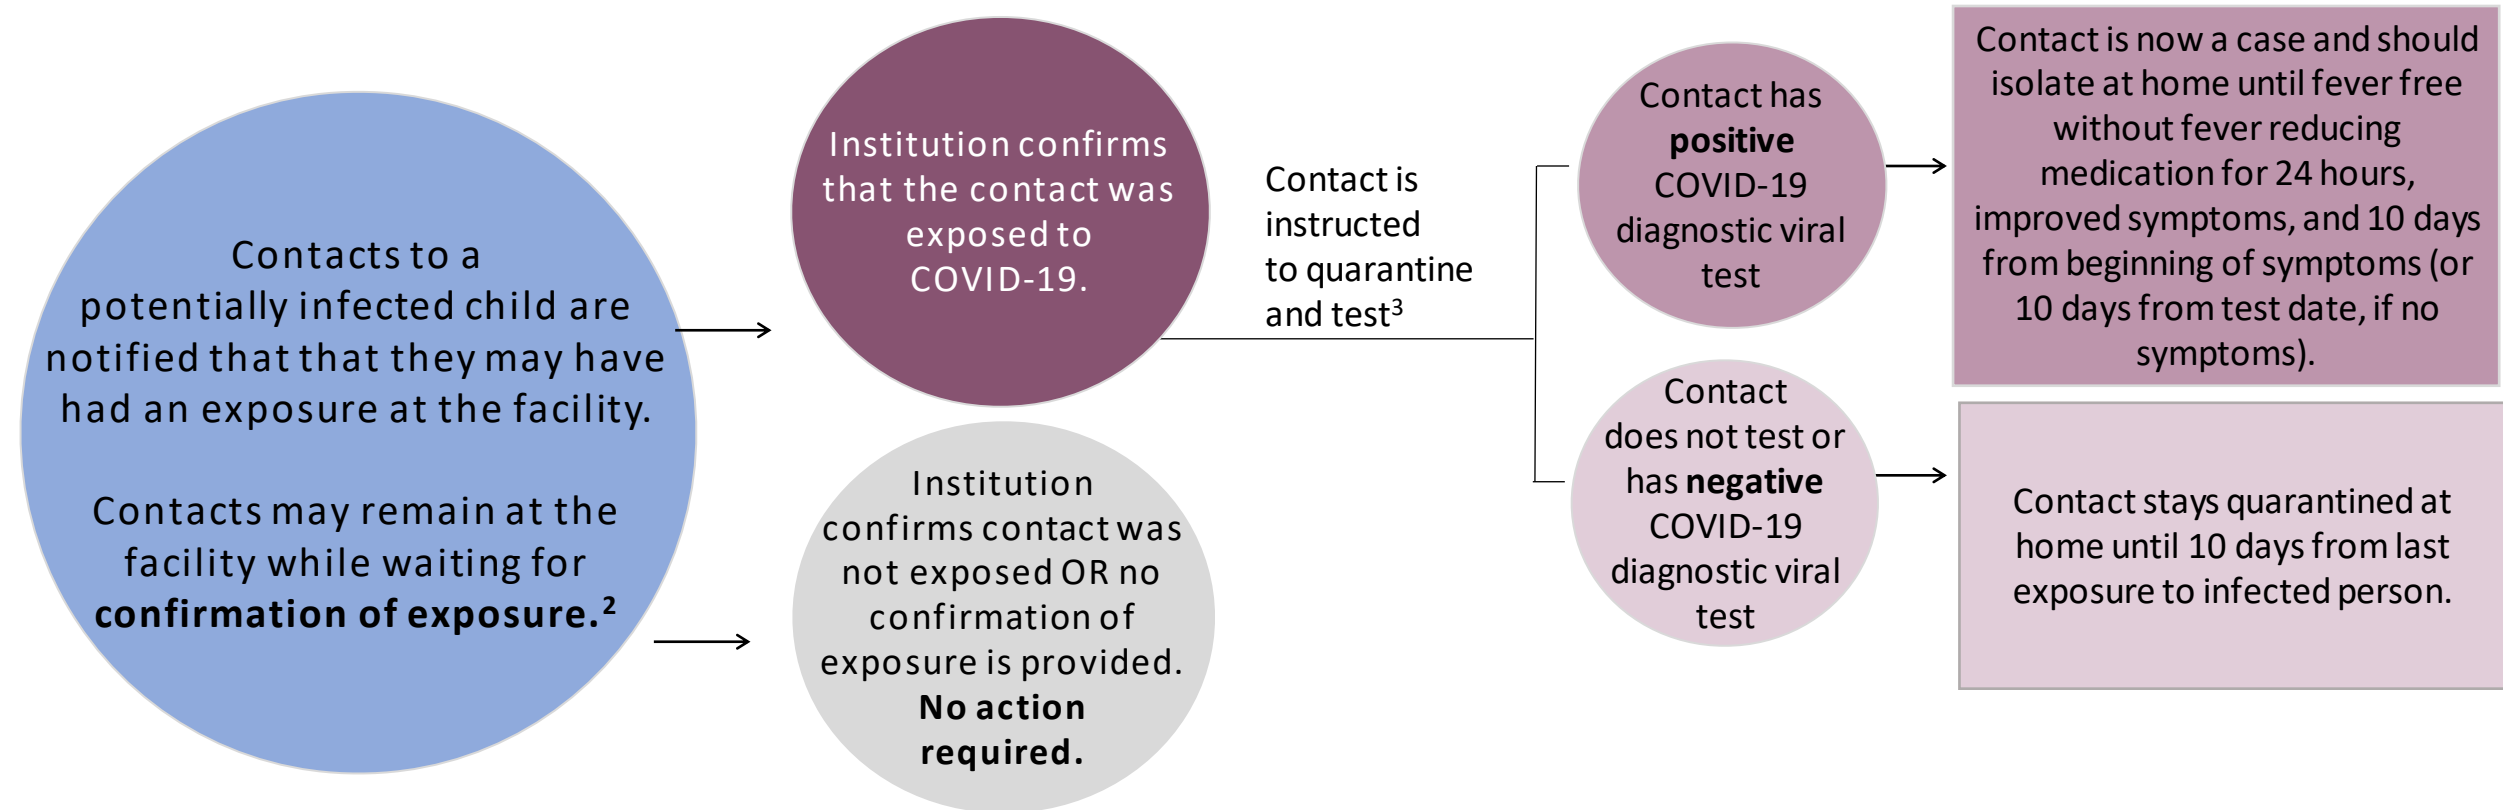 Contacts to a
potentially infected child are
notified that that they may have
had an exposure at the facility.
Contacts may remain at the
facility while waiting for
confirmation of exposure.²
Institution confirms
that the contact was
exposed to
COVID-19.
Institution
confirms contact was
not exposed OR no
confirmation of
exposure is provided.
No action
required.
Contact is
instructed
to quarantine
and test³
Contact has
positive
COVID-19
diagnostic viral
test
Contact
does not test or
has negative
COVID-19
diagnostic viral
test
Contact is now a case and should
isolate at home until fever free
without fever reducing
medication for 24 hours,
improved symptoms, and 10 days
from beginning of symptoms (or
10 days from test date, if no
symptoms).
Contact stays quarantined at
home until 10 days from last
exposure to infected person.